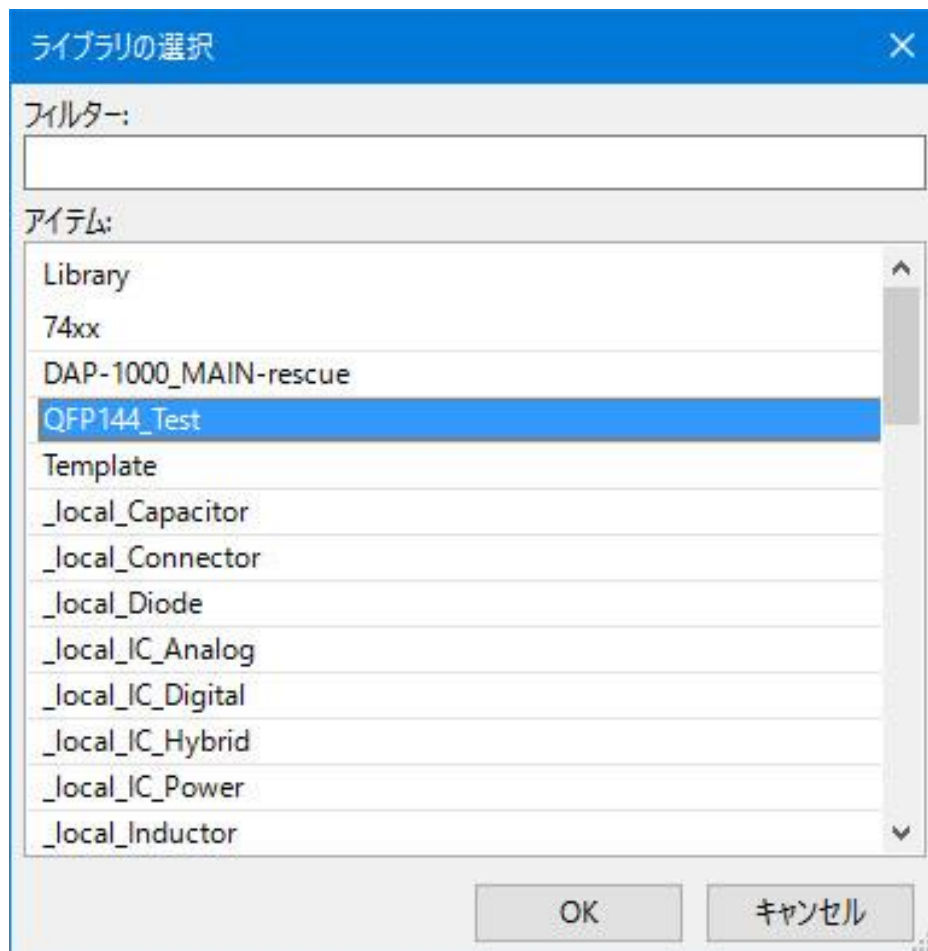 ライブラリの選択
フィルター:
アイテム:
Library
74xx
DAP-1000_MAIN-rescue
QFP144_Test
Template
_local_Capacitor
_local_Connector
_local_Diode
_local_IC_Analog
_local_IC_Digital
_local_IC_Hybrid
_local_IC_Power
_local_Inductor
OK
キャンセル